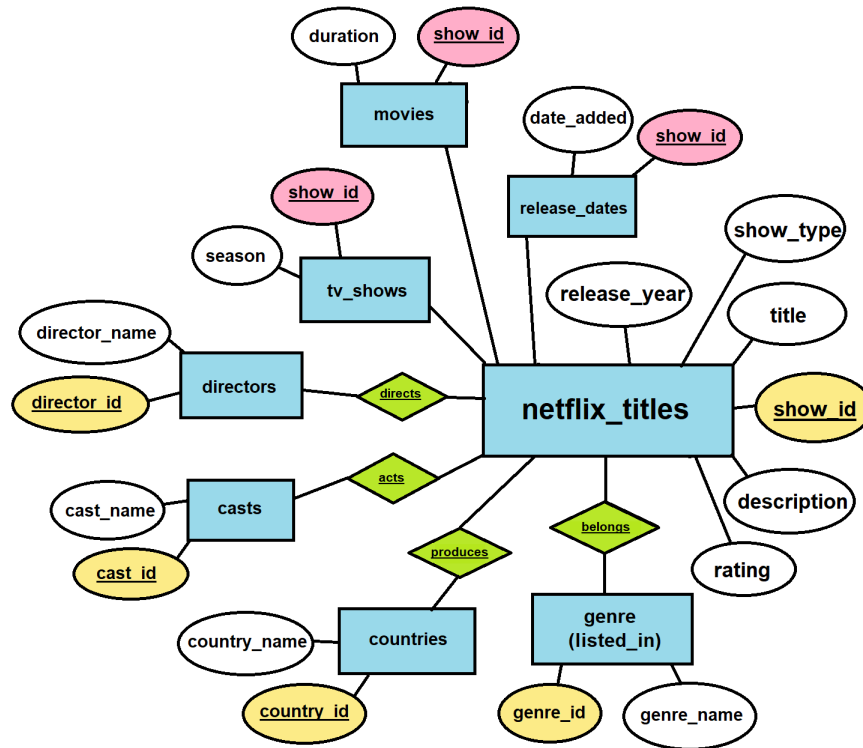 duration
show_id
movies
date_added
show_id
release_dates
show_id
season
tv_shows
show_type
release_year
title
director_name
directors
director_id
directs
netflix_titles
show_id
cast_name
casts
cast_id
acts
description
produces
belongs
rating
country_name
countries
country_id
genre
(listed_in)
genre_id
genre_name